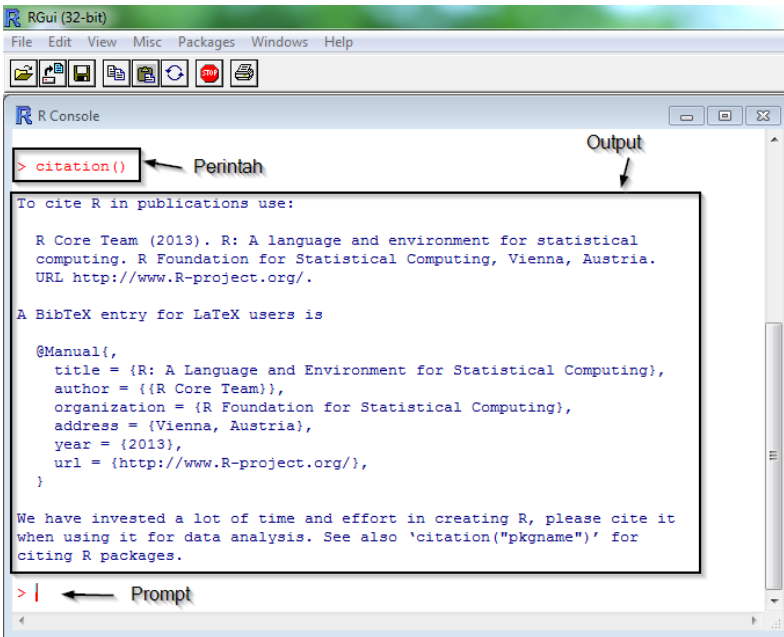 RGui (32-bit)
File Edit View Misc Packages Windows Help
STOP
R Console
Output
> citation()
Perintah
To cite R in publications use:
R Core Team (2013). R: A language and environment for statistical
computing. R Foundation for Statistical Computing, Vienna, Austria.
URL http://www.R-project.org/.
A BibTeX entry for LaTeX users is
@Manual{,
title = {R: A Language and Environment for Statistical Computing},
author = {{R Core Team}},
organization = {R Foundation for Statistical Computing},
address = {Vienna, Austria},
year = {2013},
url = {http://www.R-project.org/},
}
We have invested a lot of time and effort in creating R, please cite it
when using it for data analysis. See also ‘citation("pkgname")’ for
citing R packages.
>
Prompt